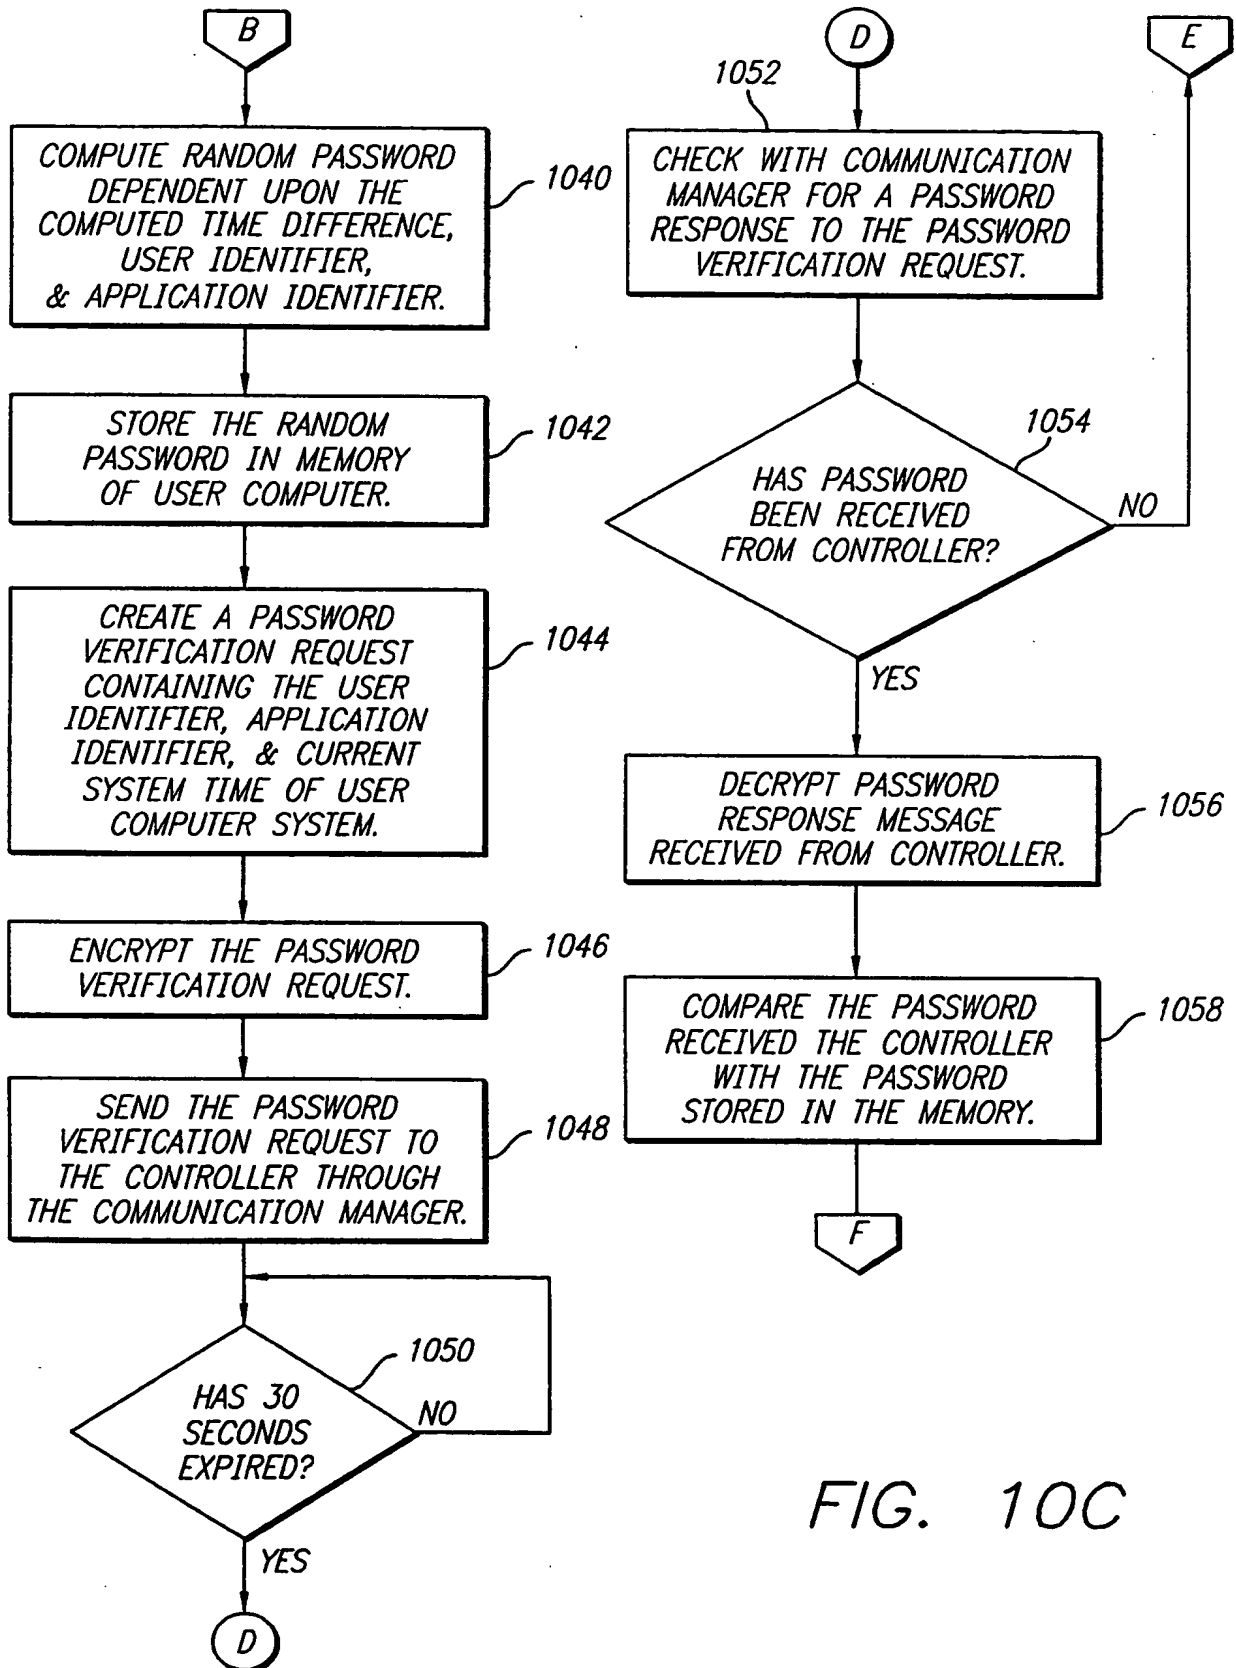 B
COMPUTE RANDOM PASSWORD
DEPENDENT UPON THE
COMPUTED TIME DIFFERENCE,
USER IDENTIFIER,
& APPLICATION IDENTIFIER.
1040
STORE THE RANDOM
PASSWORD IN MEMORY
OF USER COMPUTER.
1042
CREATE A PASSWORD
VERIFICATION REQUEST
CONTAINING THE USER
IDENTIFIER, APPLICATION
IDENTIFIER, & CURRENT
SYSTEM TIME OF USER
COMPUTER SYSTEM.
1044
ENCRYPT THE PASSWORD
VERIFICATION REQUEST.
1046
SEND THE PASSWORD
VERIFICATION REQUEST TO
THE CONTROLLER THROUGH
THE COMMUNICATION MANAGER.
1048
HAS 30
SECONDS
EXPIRED?
1050
NO
YES
D
D
1052
CHECK WITH COMMUNICATION
MANAGER FOR A PASSWORD
RESPONSE TO THE PASSWORD
VERIFICATION REQUEST.
HAS PASSWORD
BEEN RECEIVED
FROM CONTROLLER?
1054
NO
E
YES
DECRYPT PASSWORD
RESPONSE MESSAGE
RECEIVED FROM CONTROLLER.
1056
COMPARE THE PASSWORD
RECEIVED THE CONTROLLER
WITH THE PASSWORD
STORED IN THE MEMORY.
1058
F
FIG. 10C